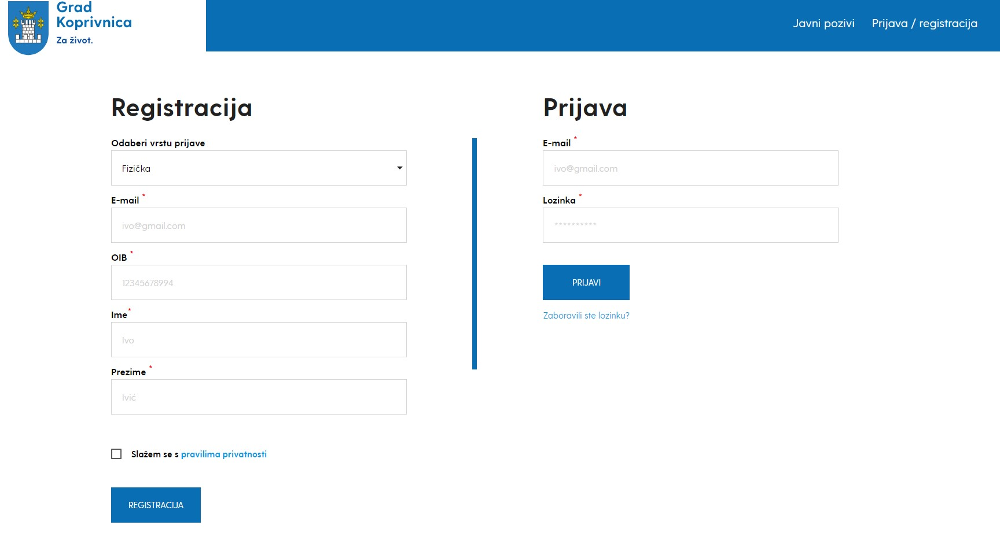 Grad
Koprivnica
Za život.
Javni pozivi
Prijava / registracija
Registracija
Odaberi vrstu prijave
Fizička
E-mail *
ivo@gmail.com
OIB *
12345678994
Ime*
Ivo
Prezime *
Ivić
Slažem se s pravilima privatnosti
REGISTRACIJA
Prijava
E-mail *
ivo@gmail.com
Lozinka *
**********
PRIJAVI
Zaboravili ste lozinku?